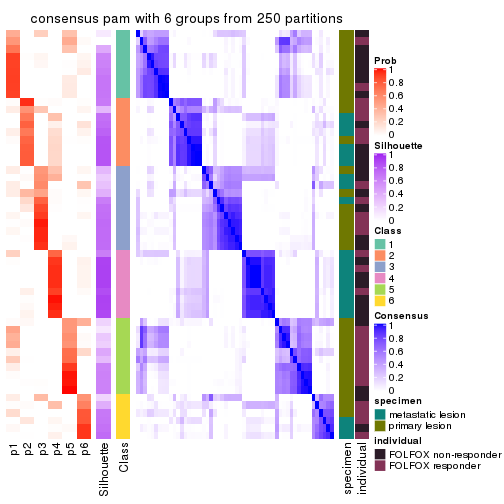 consensus pam with 6 groups from 250 partitions
p1
p2
p3
p4
p5
p6
Silhouette
Class
specimen
individual
Prob
1
0.8
0.6
0.4
0.2
0
Silhouette
1
0.8
0.6
0.4
0.2
0
Class
1
2
3
4
5
6
Consensus
1
0.8
0.6
0.4
0.2
0
specimen
metastatic lesion
primary lesion
individual
FOLFOX non-responder
FOLFOX responder